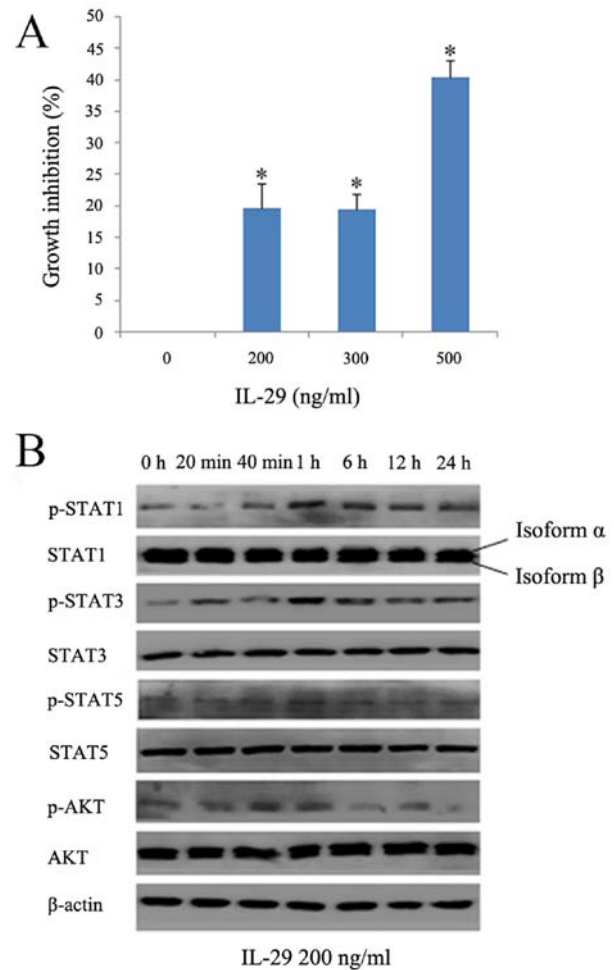 A
50
45
40
35
30
25
20
15
10
5
0
Growth inhibition (%)
*
*
*
0 200 300 500
IL-29 (ng/ml)
B
0 h 20 min 40 min 1 h 6 h 12 h 24 h
p-STAT1
STAT1
Isoform α
Isoform β
p-STAT3
STAT3
p-STAT5
STAT5
p-AKT
AKT
β-actin
IL-29 200 ng/ml